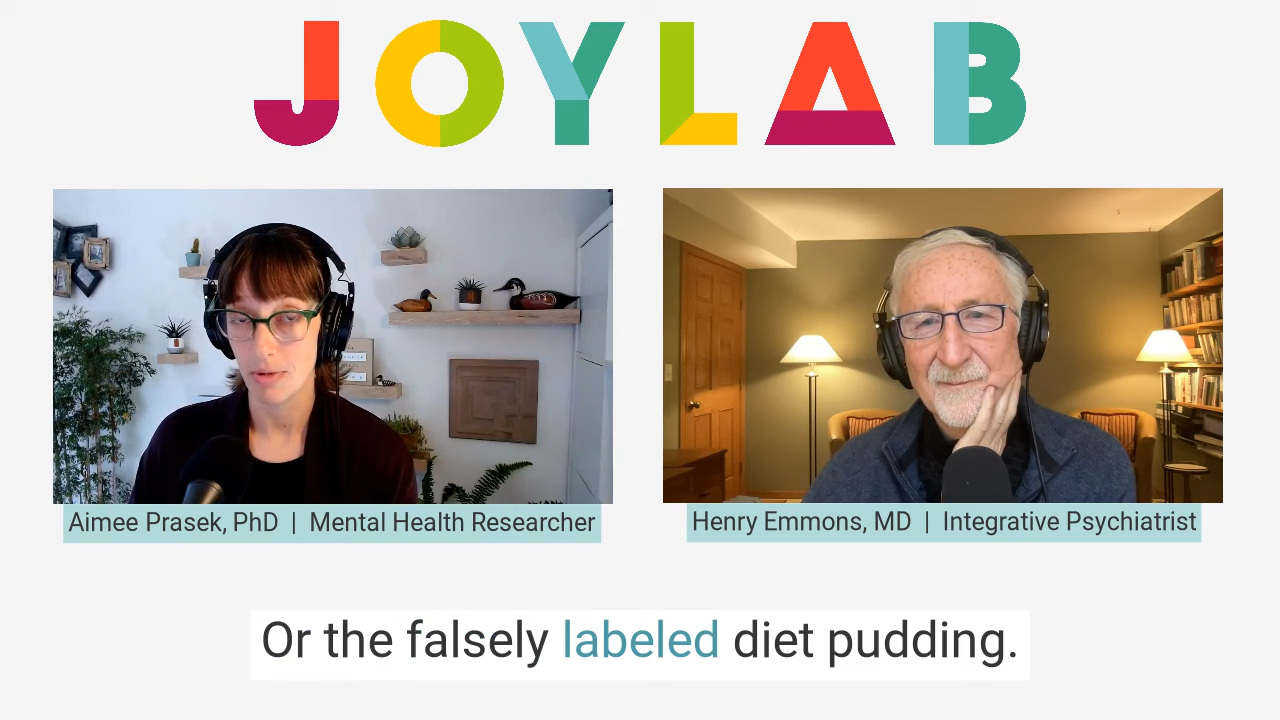 JOYLAB
Aimee Prasek, PhD | Mental Health Researcher
Henry Emmons, MD | Integrative Psychiatrist
Or the falsely labeled diet pudding.